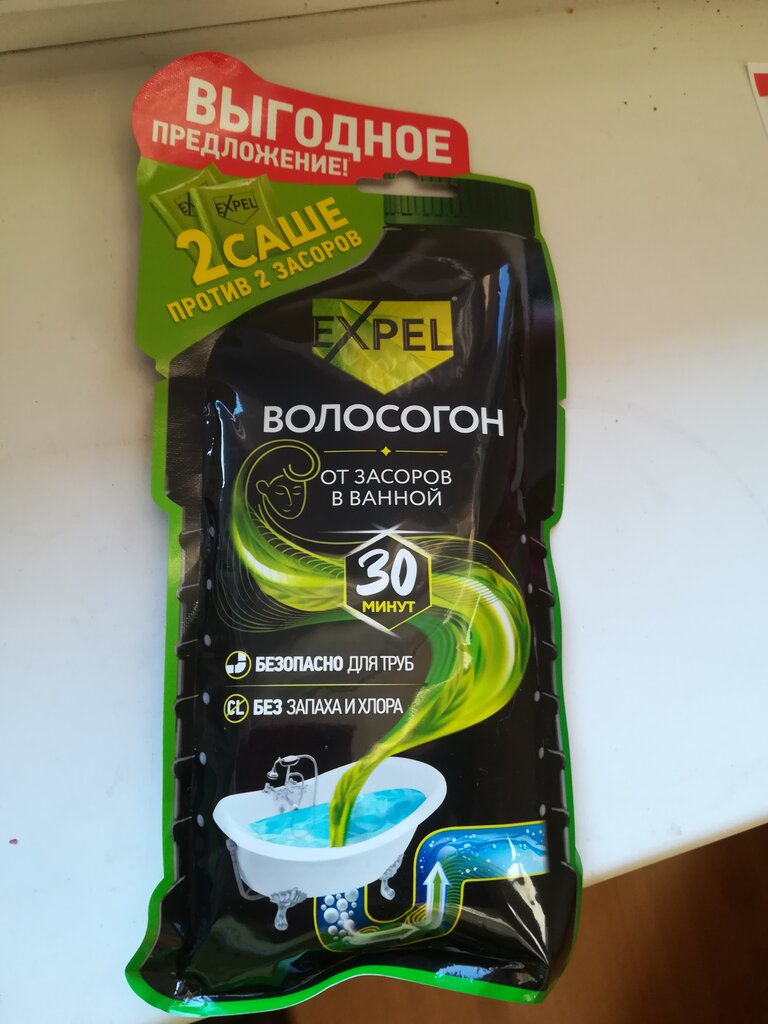 ВЫГОДНОЕ
ПРЕДЛОЖЕНИЕ!
EXPEL
2 САШЕ
ПРОТИВ 2 ЗАСОРОВ
EXPEL
ВОЛОСОГОН
ОТ ЗАСОРОВ
В ВАННОЙ
30
МИНУТ
БЕЗОПАСНО ДЛЯ ТРУБ
CL БЕЗ ЗАПАХА И ХЛОРА